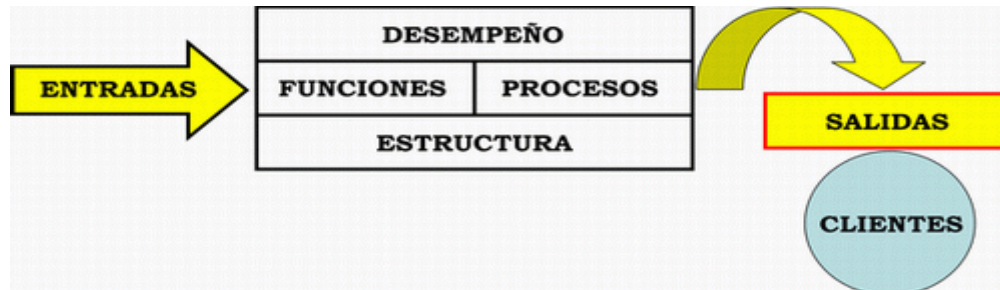 DESEMPEÑO
ENTRADAS
FUNCIONES
PROCESOS
ESTRUCTURA
SALIDAS
CLIENTES